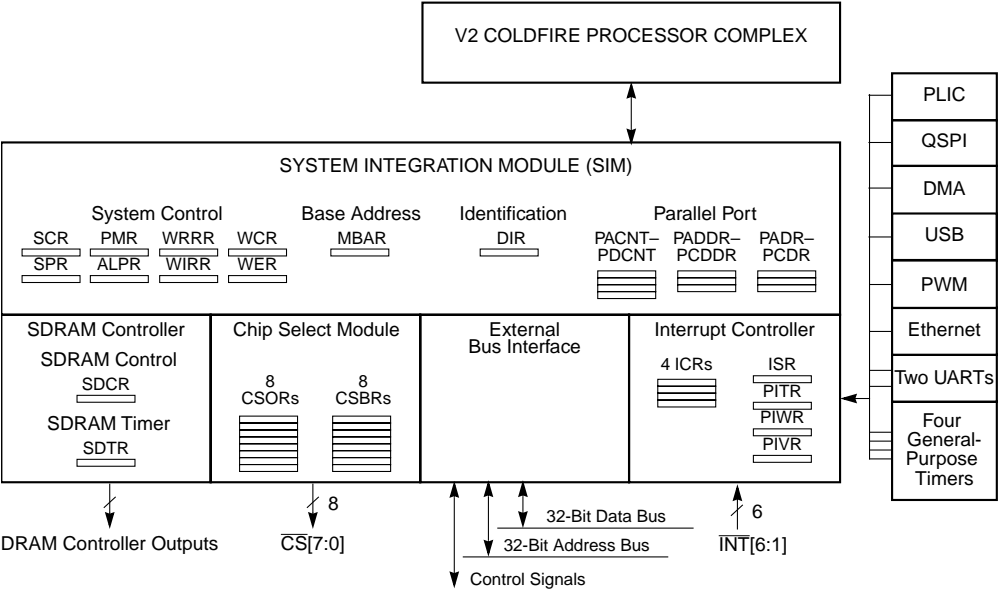 V2 COLDFIRE PROCESSOR COMPLEX
SYSTEM INTEGRATION MODULE (SIM)
System Control
SCR PMR WRRR WCR
SPR ALPR WIRR WER
Base Address
MBAR
Identification
DIR
Parallel Port
PACNT–
PDCNT
PADDR–
PCDDR
PADR–
PCDR
SDRAM Controller
SDRAM Control
SDCR
SDRAM Timer
SDTR
Chip Select Module
8
CSORs
8
CSBRs
External
Bus Interface
Interrupt Controller
4 ICRs
ISR
PITR
PIWR
PIVR
PLIC
QSPI
DMA
USB
PWM
Ethernet
Two UARTs
Four
General-
Purpose
Timers
DRAM Controller Outputs
8
CS[7:0]
32-Bit Data Bus
32-Bit Address Bus
Control Signals
6
INT[6:1]